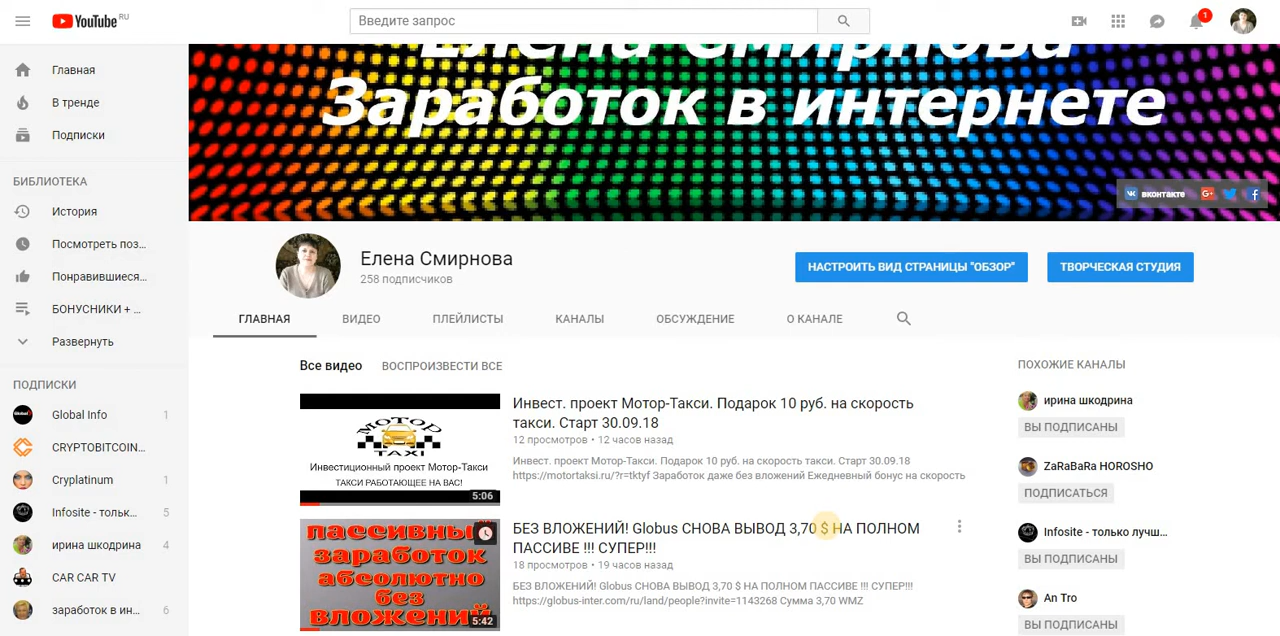 YouTube RU
Введите запрос
1
Главная
В тренде
Подписки
БИБЛИОТЕКА
История
Посмотреть поз...
Понравившиеся...
БОНУСНИКИ + ...
Развернуть
ПОДПИСКИ
Global Info 1
CRYPTOBITCOIN...
Cryplatinum 1
Infosite - тольк... 5
ирина шкодрина 4
CAR CAR TV
заработок в ин... 6
Елена Смирнова
Заработок в интернете
вконтакте
Елена Смирнова
258 подписчиков
НАСТРОИТЬ ВИД СТРАНИЦЫ "ОБЗОР"
ТВОРЧЕСКАЯ СТУДИЯ
ГЛАВНАЯ ВИДЕО ПЛЕЙЛИСТЫ КАНАЛЫ ОБСУЖДЕНИЕ О КАНАЛЕ
Все видео ВОСПРОИЗВЕСТИ ВСЕ
МОТОР
TAXI
Инвестиционный проект Мотор-Такси
ТАКСИ РАБОТАЮЩЕЕ НА ВАС!
5:06
Инвест. проект Мотор-Такси. Подарок 10 руб. на скорость
такси. Старт 30.09.18
12 просмотров • 12 часов назад
Инвест. проект Мотор-Такси. Подарок 10 руб. на скорость такси. Старт 30.09.18
https://motortaksi.ru/?r=tktyf Заработок даже без вложений Ежедневный бонус на скорость
пассивный
заработок
абсолютно
без
вложений
5:42
БЕЗ ВЛОЖЕНИЙ! Globus СНОВА ВЫВОД 3,70 $ НА ПОЛНОМ
ПАССИВЕ !!! СУПЕР!!!
18 просмотров • 19 часов назад
БЕЗ ВЛОЖЕНИЙ! Globus СНОВА ВЫВОД 3,70 $ НА ПОЛНОМ ПАССИВЕ !!! СУПЕР!!!
https://globus-inter.com/ru/land/people?invite=1143268 Сумма 3,70 WMZ
ПОХОЖИЕ КАНАЛЫ
ирина шкодрина
ВЫ ПОДПИСАНЫ
ZaRaBaRa HOROSHO
ПОДПИСАТЬСЯ
Infosite - только лучш...
ВЫ ПОДПИСАНЫ
An Tro
ВЫ ПОДПИСАНЫ